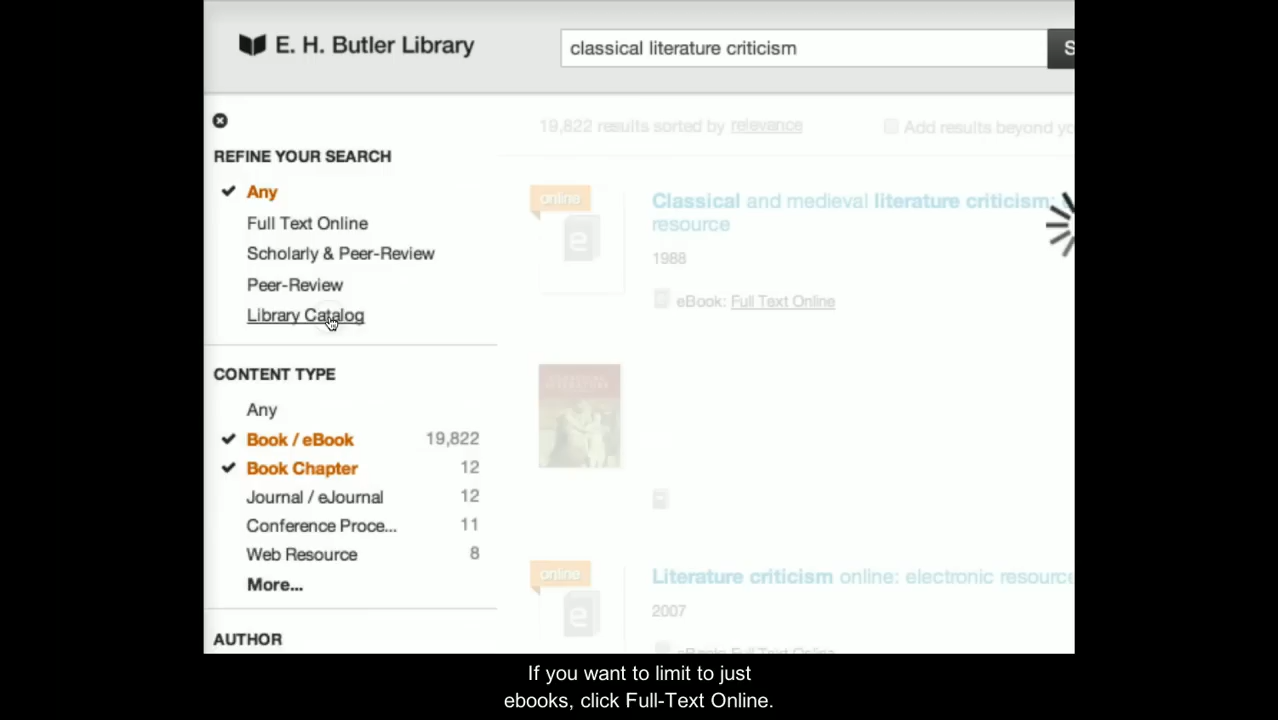 E. H. Butler Library
classical literature criticism
S
REFINE YOUR SEARCH
Any
Full Text Online
Scholarly & Peer-Review
Peer-Review
Library Catalog
CONTENT TYPE
Any
Book / eBook 19,822
Book Chapter 12
Journal / eJournal 12
Conference Proce... 11
Web Resource 8
More...
AUTHOR
19,822 results sorted by relevance
Add results beyond yo
online
Classical and medieval literature criticism:
resource
1988
eBook: Full Text Online
online
Literature criticism online: electronic resource
2007
eBook: Full Text Online
If you want to limit to just
ebooks, click Full-Text Online.